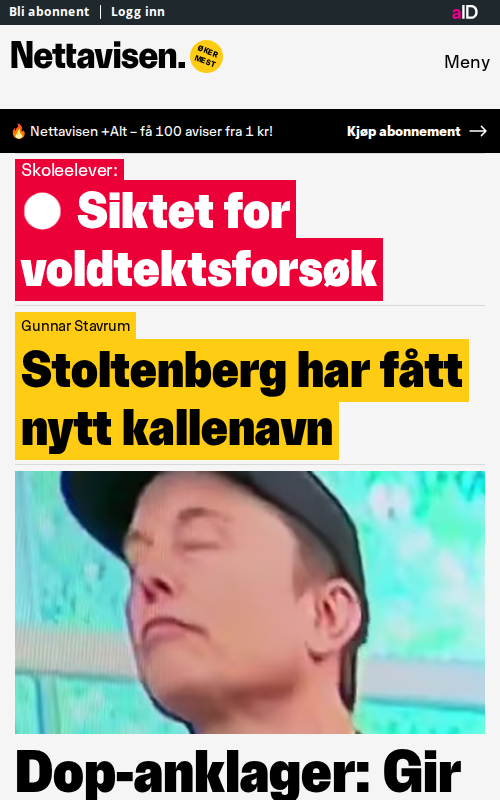 Bli abonnent | Logg inn
aID
Nettavisen.
ØKER
MEST
Meny
Nettavisen +Alt – få 100 aviser fra 1 kr!
Kjøp abonnement
Skoleelever:
Siktet for
voldtektsforsøk
Gunnar Stavrum
Stoltenberg har fått
nytt kallenavn
Dop-anklager: Gir